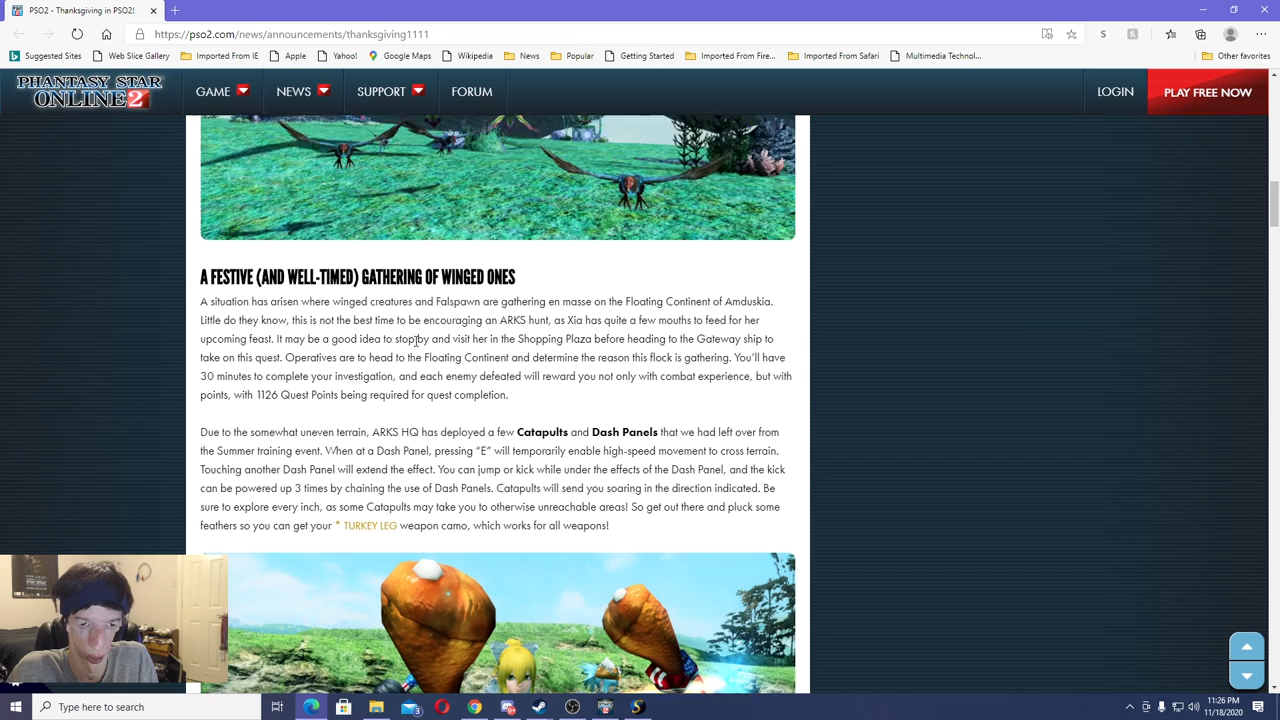 PSO2 - Thanksgiving in PSO2!
https://pso2.com/news/announcements/thanksgiving1111
Suggested Sites Web Slice Gallery Imported From IE Apple Yahoo! Google Maps Wikipedia News Popular Getting Started Imported From Fire... Imported From Safari Multimedia Technol... Other favorites
PHANTASY STAR
ONLINE 2
GAME NEWS SUPPORT FORUM LOGIN PLAY FREE NOW
A FESTIVE (AND WELL-TIMED) GATHERING OF WINGED ONES
A situation has arisen where winged creatures and Falspawn are gathering en masse on the Floating Continent of Amduskia.
Little do they know, this is not the best time to be encouraging an ARKS hunt, as Xia has quite a few mouths to feed for her
upcoming feast. It may be a good idea to stop by and visit her in the Shopping Plaza before heading to the Gateway ship to
take on this quest. Operatives are to head to the Floating Continent and determine the reason this flock is gathering. You'll have
30 minutes to complete your investigation, and each enemy defeated will reward you not only with combat experience, but with
points, with 1126 Quest Points being required for quest completion.
Due to the somewhat uneven terrain, ARKS HQ has deployed a few Catapults and Dash Panels that we had left over from
the Summer training event. When at a Dash Panel, pressing “E” will temporarily enable high-speed movement to cross terrain.
Touching another Dash Panel will extend the effect. You can jump or kick while under the effects of the Dash Panel, and the kick
can be powered up 3 times by chaining the use of Dash Panels. Catapults will send you soaring in the direction indicated. Be
sure to explore every inch, as some Catapults may take you to otherwise unreachable areas! So get out there and pluck some
feathers so you can get your * TURKEY LEG weapon camo, which works for all weapons!
Type here to search
11:26 PM
11/18/2020